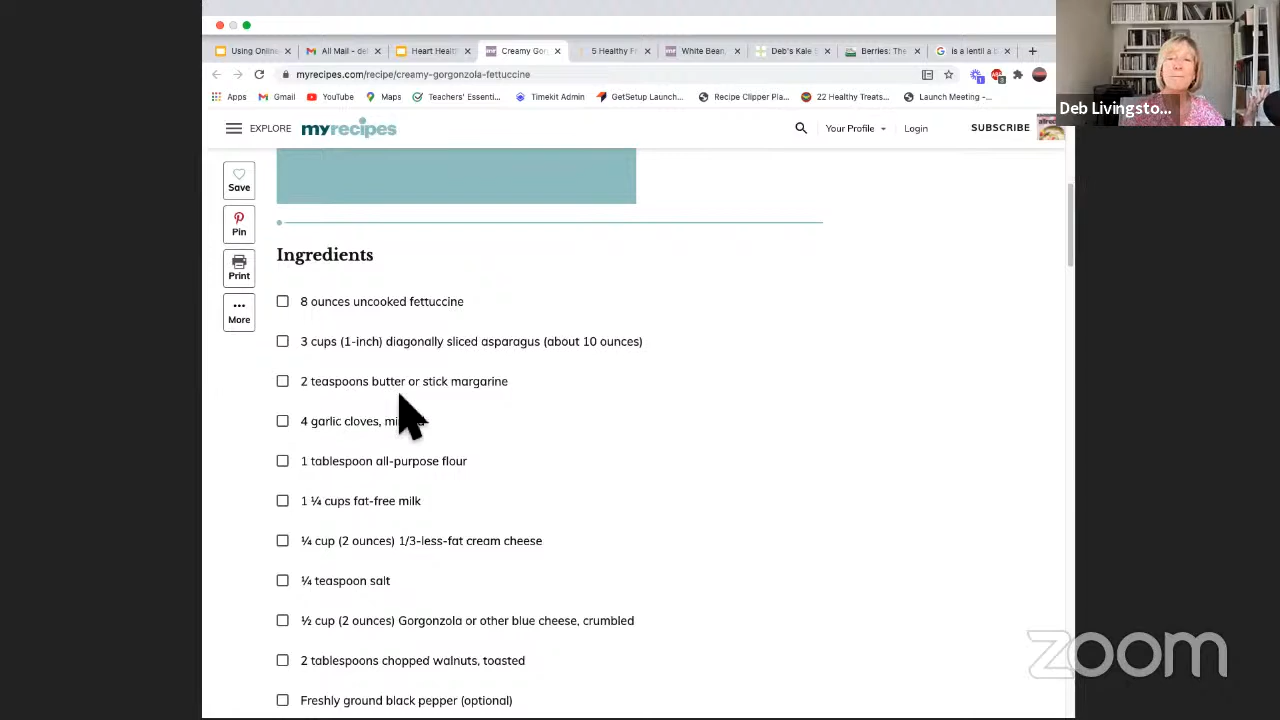 Using Online
All Mail - del
Heart Health
Creamy Gor
5 Healthy Fo
White Bean
Deb's Kale S
Berries: The
is a lentil a b
myrecipes.com/recipe/creamy-gorgonzola-fettuccine
Apps
Gmail
YouTube
Maps
Teachers' Essenti...
Timekit Admin
GetSetup Launch...
Recipe Clipper Pla...
22 Healthy Treats...
Launch Meeting -...
Deb Livingsto...
EXPLORE
myrecipes
Your Profile
Login
SUBSCRIBE
Save
Pin
Print
More
Ingredients
8 ounces uncooked fettuccine
3 cups (1-inch) diagonally sliced asparagus (about 10 ounces)
2 teaspoons butter or stick margarine
4 garlic cloves,
1 tablespoon all-purpose flour
1 ¼ cups fat-free milk
¼ cup (2 ounces) 1/3-less-fat cream cheese
¼ teaspoon salt
½ cup (2 ounces) Gorgonzola or other blue cheese, crumbled
2 tablespoons chopped walnuts, toasted
Freshly ground black pepper (optional)
zoom